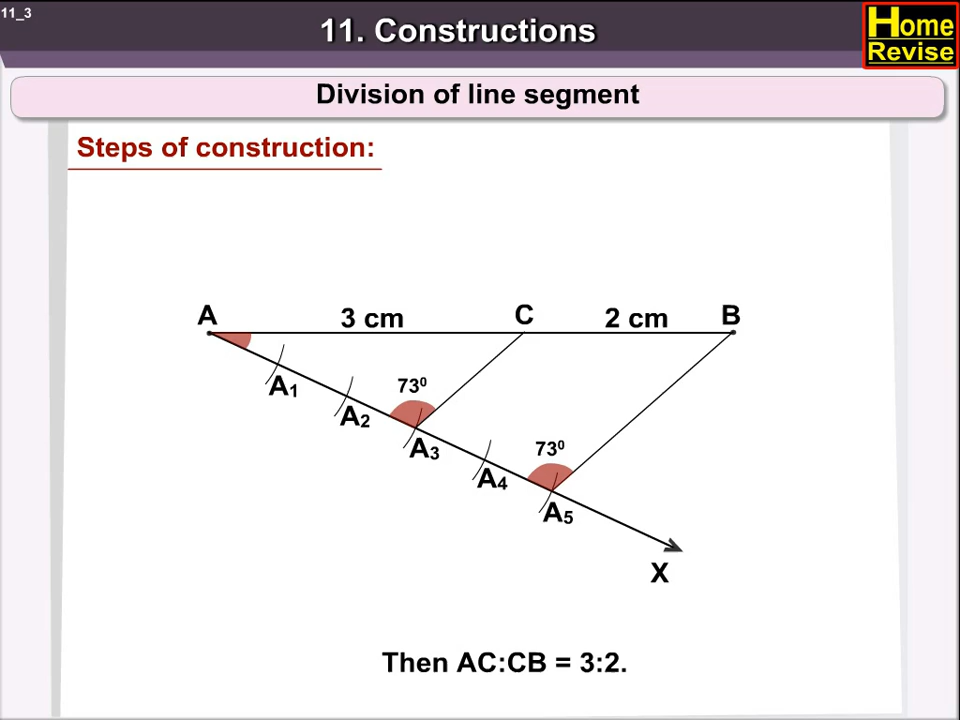 11_3
11. Constructions
Home
Revise
Division of line segment
Steps of construction:
A 3 cm C 2 cm B
A1
73⁰
A2
A3
73⁰
A4
A5
X
Then AC:CB = 3:2.